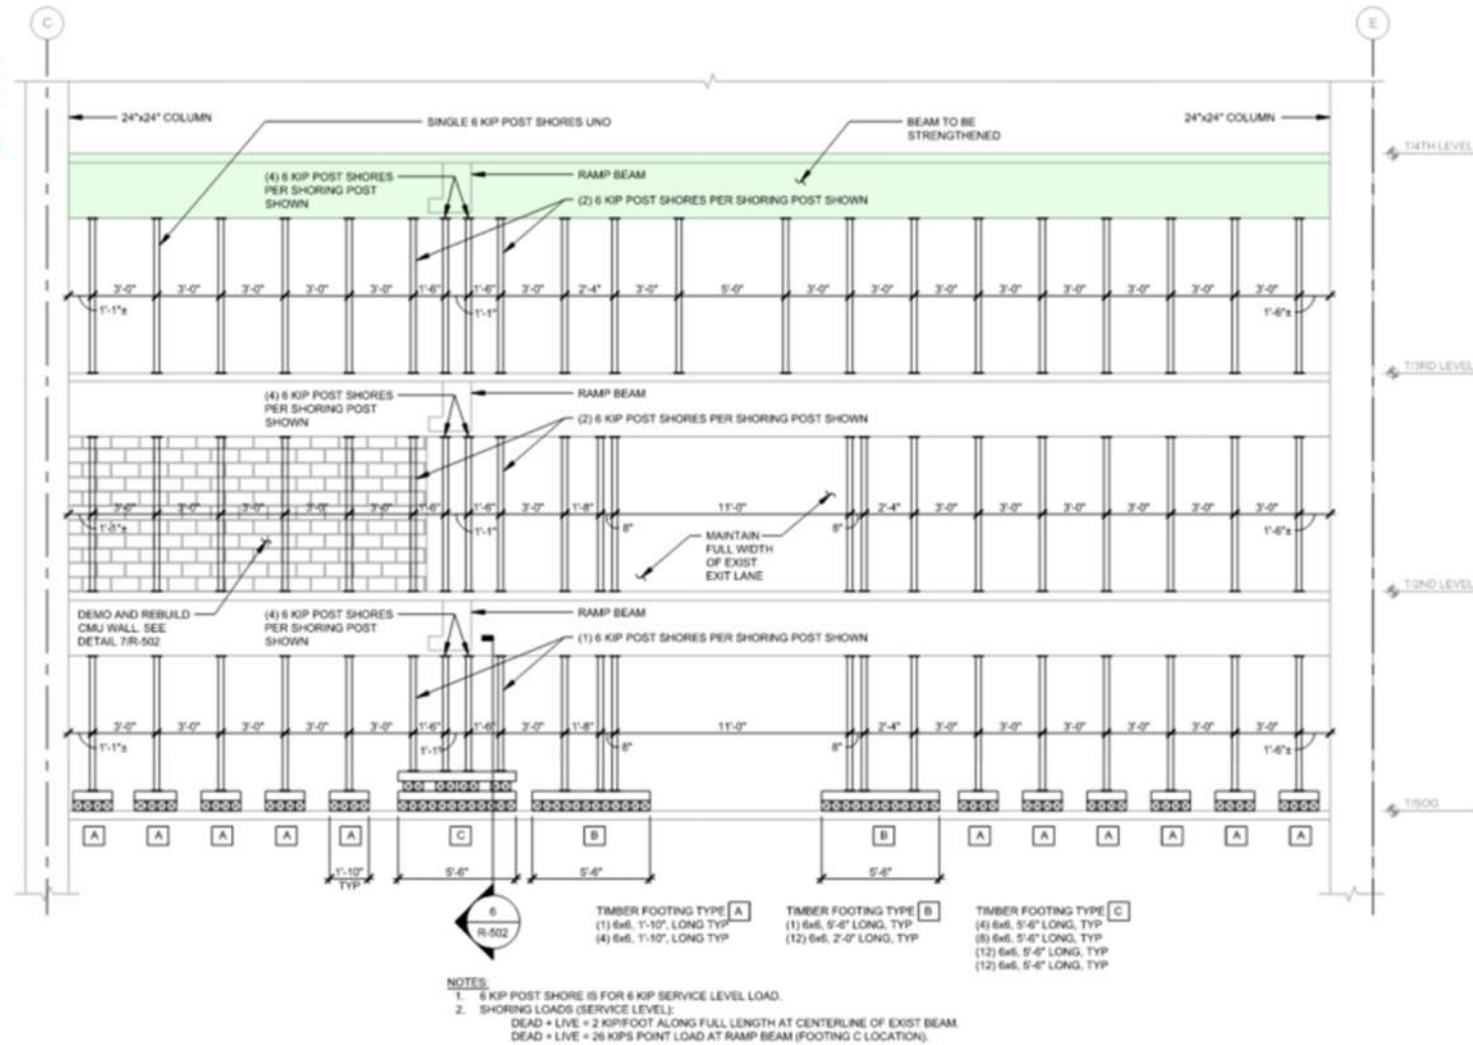 C
E
24"x24" COLUMN
SINGLE 6 KIP POST SHORES UNO
BEAM TO BE
STRENGTHENED
24"x24" COLUMN
T/4TH LEVEL
(4) 6 KIP POST SHORES
PER SHORING POST
SHOWN
RAMP BEAM
(2) 6 KIP POST SHORES PER SHORING POST SHOWN
3'-0" 3'-0" 3'-0" 3'-0" 3'-0" 1'-6" 1'-6" 3'-0" 2'-4" 3'-0" 5'-0" 3'-0" 3'-0" 3'-0" 3'-0" 3'-0" 3'-0" 3'-0" 3'-0"
1'-1"± 1'-1" 1'-6"±
T/3RD LEVEL
(4) 6 KIP POST SHORES
PER SHORING POST
SHOWN
RAMP BEAM
(2) 6 KIP POST SHORES PER SHORING POST SHOWN
3'-0" 3'-0" 3'-0" 3'-0" 3'-0" 1'-6" 1'-6" 3'-0" 1'-8" 11'-0" 2'-4" 3'-0" 3'-0" 3'-0" 3'-0" 3'-0" 3'-0"
1'-1"± 1'-1" 8" 8" 1'-6"±
MAINTAIN
FULL WIDTH
OF EXIST
EXIT LANE
T/2ND LEVEL
DEMO AND REBUILD
CMU WALL. SEE
DETAIL 7/R-502
(4) 6 KIP POST SHORES
PER SHORING POST
SHOWN
RAMP BEAM
(1) 6 KIP POST SHORES PER SHORING POST SHOWN
3'-0" 3'-0" 3'-0" 3'-0" 3'-0" 1'-6" 1'-6" 3'-0" 1'-8" 11'-0" 2'-4" 3'-0" 3'-0" 3'-0" 3'-0" 3'-0" 3'-0"
1'-1"± 1'-1" 8" 8" 1'-6"±
T/SOG
A A A A A C B B A A A A A A
1'-10"
TYP
5'-6" 5'-6" 5'-6"
6
R-502
TIMBER FOOTING TYPE A
(1) 6x6, 1'-10", LONG TYP
(4) 6x6, 1'-10", LONG TYP
TIMBER FOOTING TYPE B
(1) 6x6, 5'-6" LONG, TYP
(12) 6x6, 2'-0" LONG, TYP
TIMBER FOOTING TYPE C
(4) 6x6, 5'-6" LONG, TYP
(8) 6x6, 5'-6" LONG, TYP
(12) 6x6, 5'-6" LONG, TYP
(12) 6x6, 5'-6" LONG, TYP
NOTES:
1. 6 KIP POST SHORE IS FOR 6 KIP SERVICE LEVEL LOAD.
2. SHORING LOADS (SERVICE LEVEL):
DEAD + LIVE = 2 KIP/FOOT ALONG FULL LENGTH AT CENTERLINE OF EXIST BEAM.
DEAD + LIVE = 26 KIPS POINT LOAD AT RAMP BEAM (FOOTING C LOCATION).